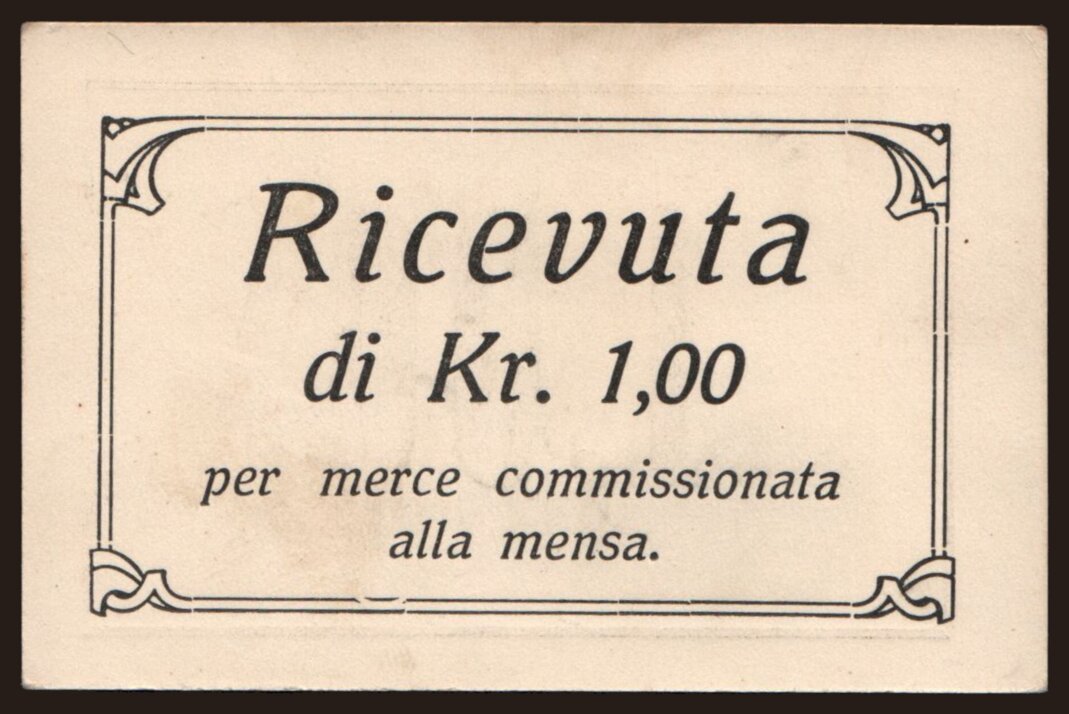 Ricevuta
di Kr. 1,00
per merce commissionata
alla mensa.